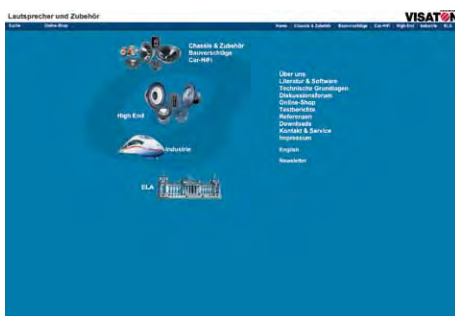 Lautsprecher und Zubehör
VISATON
Suche Online-Shop Home Chassis & Zubehör Bauvorschläge Car-HiFi High End Industrie ELA
Chassis & Zubehör
Bauvorschläge
Car-HiFi
High End
Industrie
ELA
Über uns
Literatur & Software
Technische Grundlagen
Diskussionsforum
Online-Shop
Testberichte
Referenzen
Downloads
Kontakt & Service
Impressum
English
Newsletter